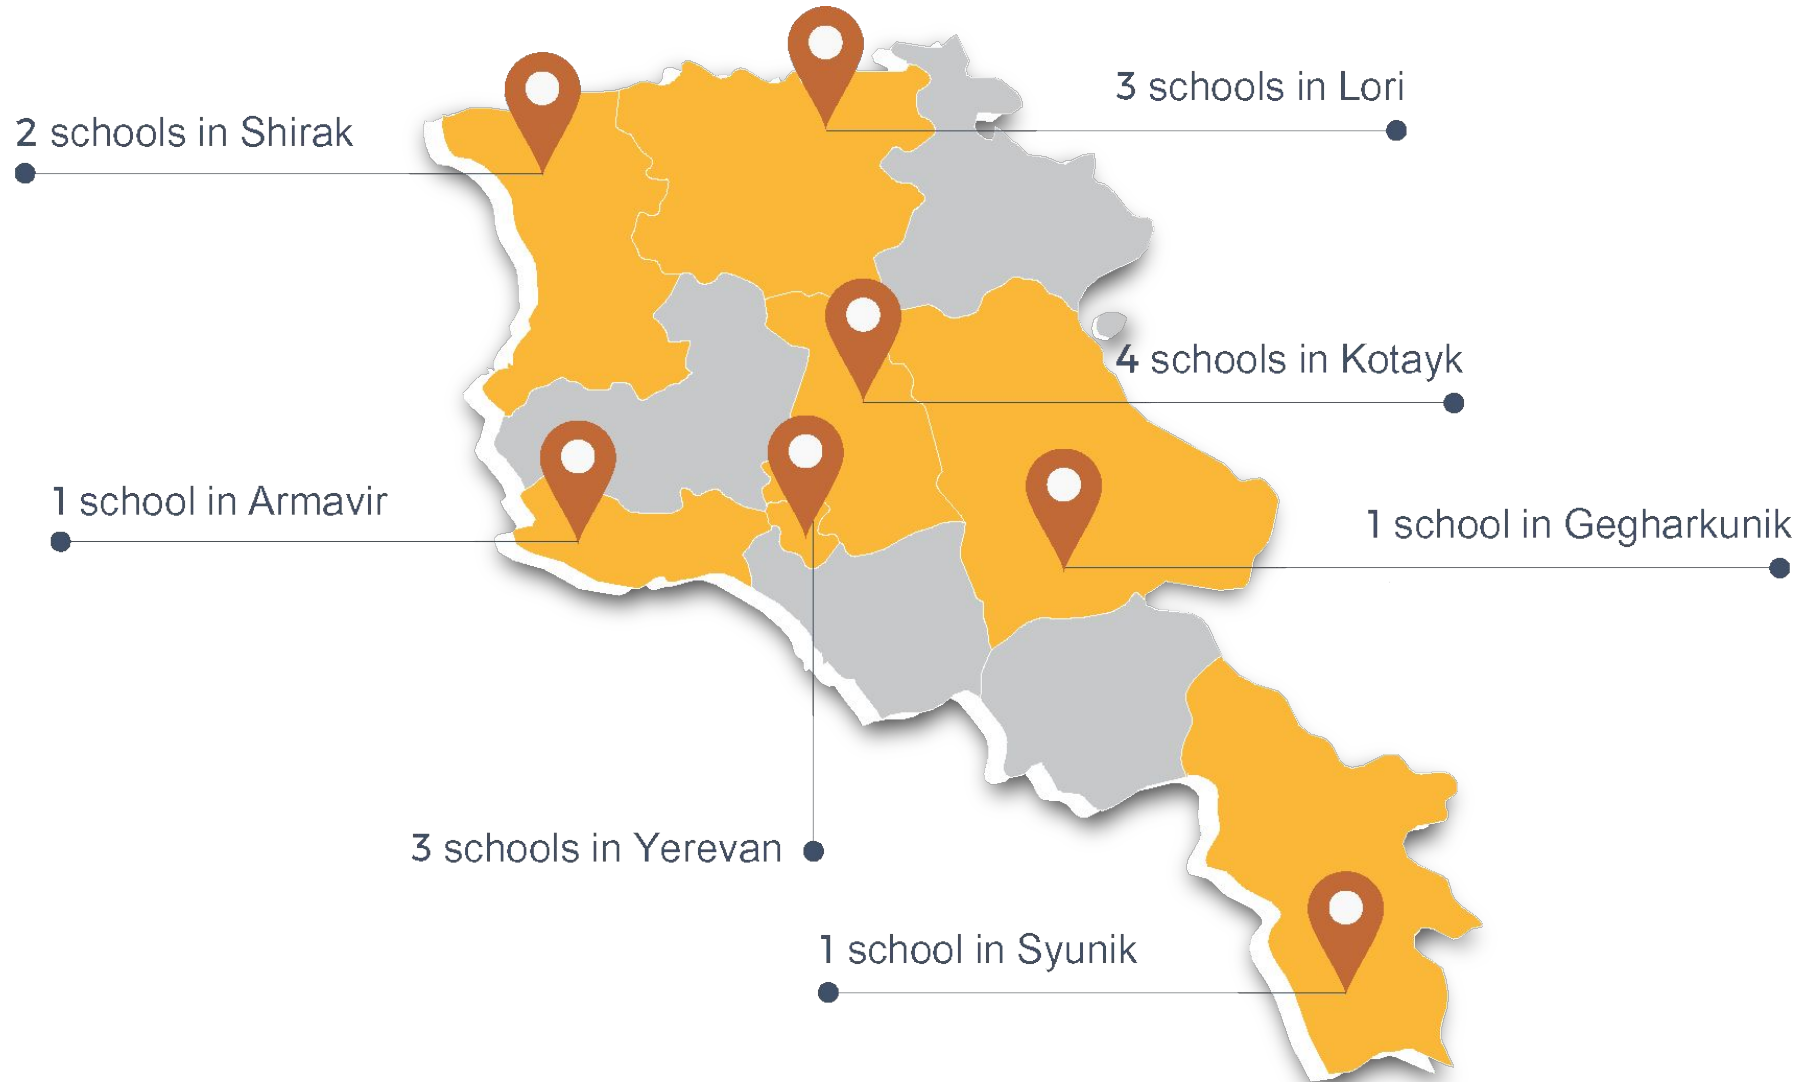 3 schools in Lori
2 schools in Shirak
4 schools in Kotayk
1 school in Armavir
1 school in Gegharkunik
3 schools in Yerevan
1 school in Syunik